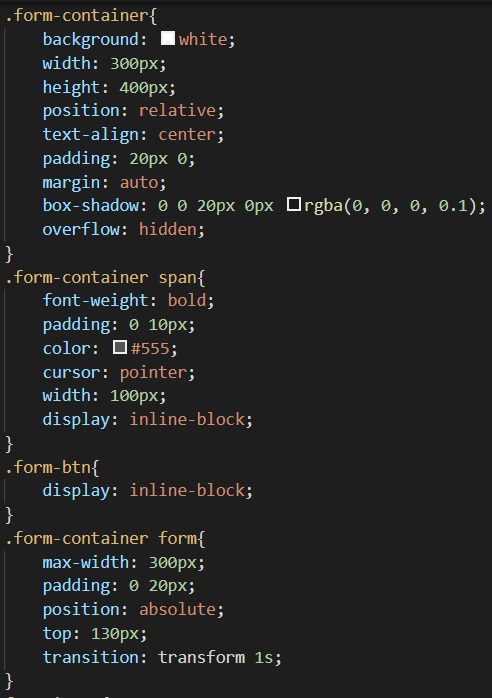 .form-container{
background: white;
width: 300px;
height: 400px;
position: relative;
text-align: center;
padding: 20px 0;
margin: auto;
box-shadow: 0 0 20px 0px rgba(0, 0, 0, 0.1);
overflow: hidden;
}
.form-container span{
font-weight: bold;
padding: 0 10px;
color: #555;
cursor: pointer;
width: 100px;
display: inline-block;
}
.form-btn{
display: inline-block;
}
.form-container form{
max-width: 300px;
padding: 0 20px;
position: absolute;
top: 130px;
transition: transform 1s;
}